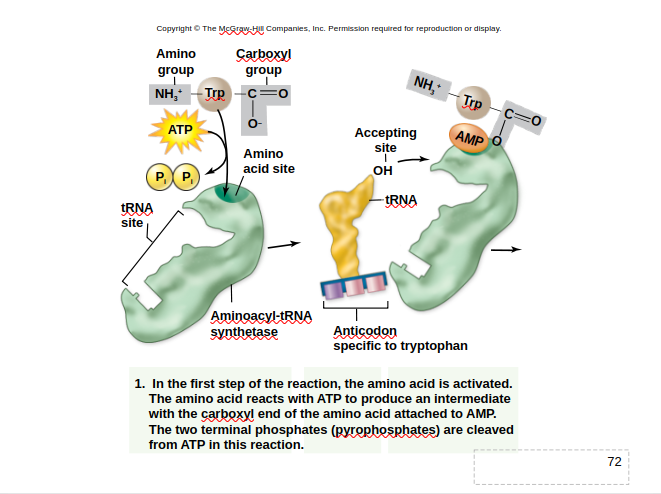 Copyright © The McGraw-Hill Companies, Inc. Permission required for reproduction or display.
Amino
group
Carboxyl
group
NH3+
Trp
C
O
O-
ATP
Pi
Pi
Amino
acid site
tRNA
site
Aminoacyl-tRNA
synthetase
Accepting
site
OH
tRNA
Anticodon
specific to tryptophan
NH3+
Trp
C
O
O
AMP
1. In the first step of the reaction, the amino acid is activated.
The amino acid reacts with ATP to produce an intermediate
with the carboxyl end of the amino acid attached to AMP.
The two terminal phosphates (pyrophosphates) are cleaved
from ATP in this reaction.
72